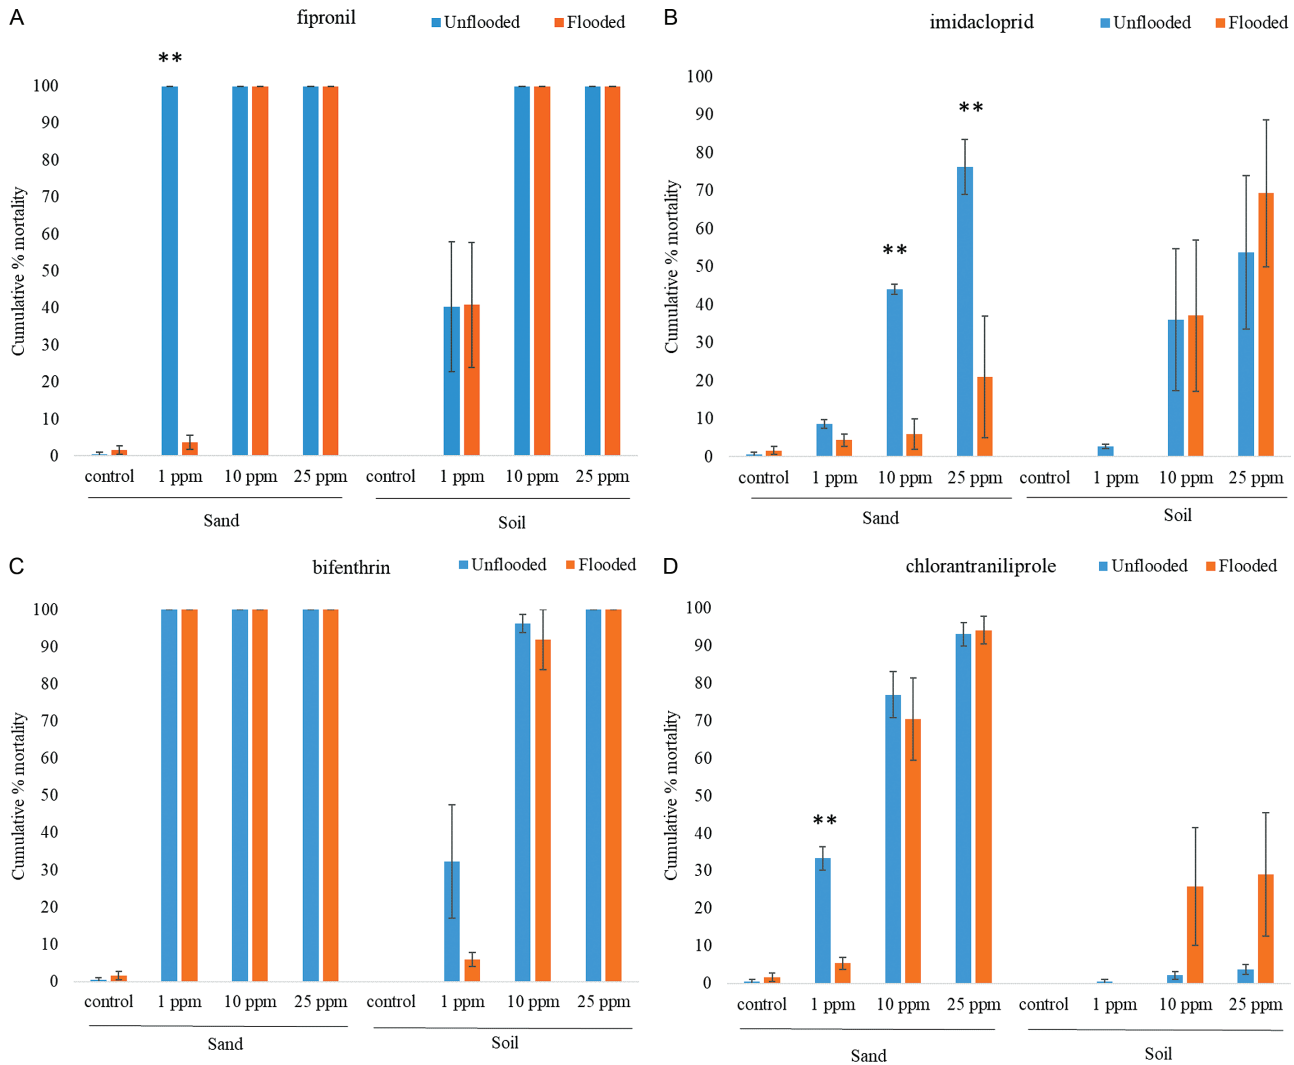 A
fipronil
Unflooded
Flooded
**
Cumulative % mortality
100
90
80
70
60
50
40
30
20
10
0
control
1 ppm
10 ppm
25 ppm
control
1 ppm
10 ppm
25 ppm
Sand
Soil
B
imidacloprid
Unflooded
Flooded
**
**
Cumulative % mortality
100
90
80
70
60
50
40
30
20
10
0
control
1 ppm
10 ppm
25 ppm
control
1 ppm
10 ppm
25 ppm
Sand
Soil
C
bifenthrin
Unflooded
Flooded
Cumulative % mortality
100
90
80
70
60
50
40
30
20
10
0
control
1 ppm
10 ppm
25 ppm
control
1 ppm
10 ppm
25 ppm
Sand
Soil
D
chlorantraniliprole
Unflooded
Flooded
**
Cumulative % mortality
100
90
80
70
60
50
40
30
20
10
0
control
1 ppm
10 ppm
25 ppm
control
1 ppm
10 ppm
25 ppm
Sand
Soil